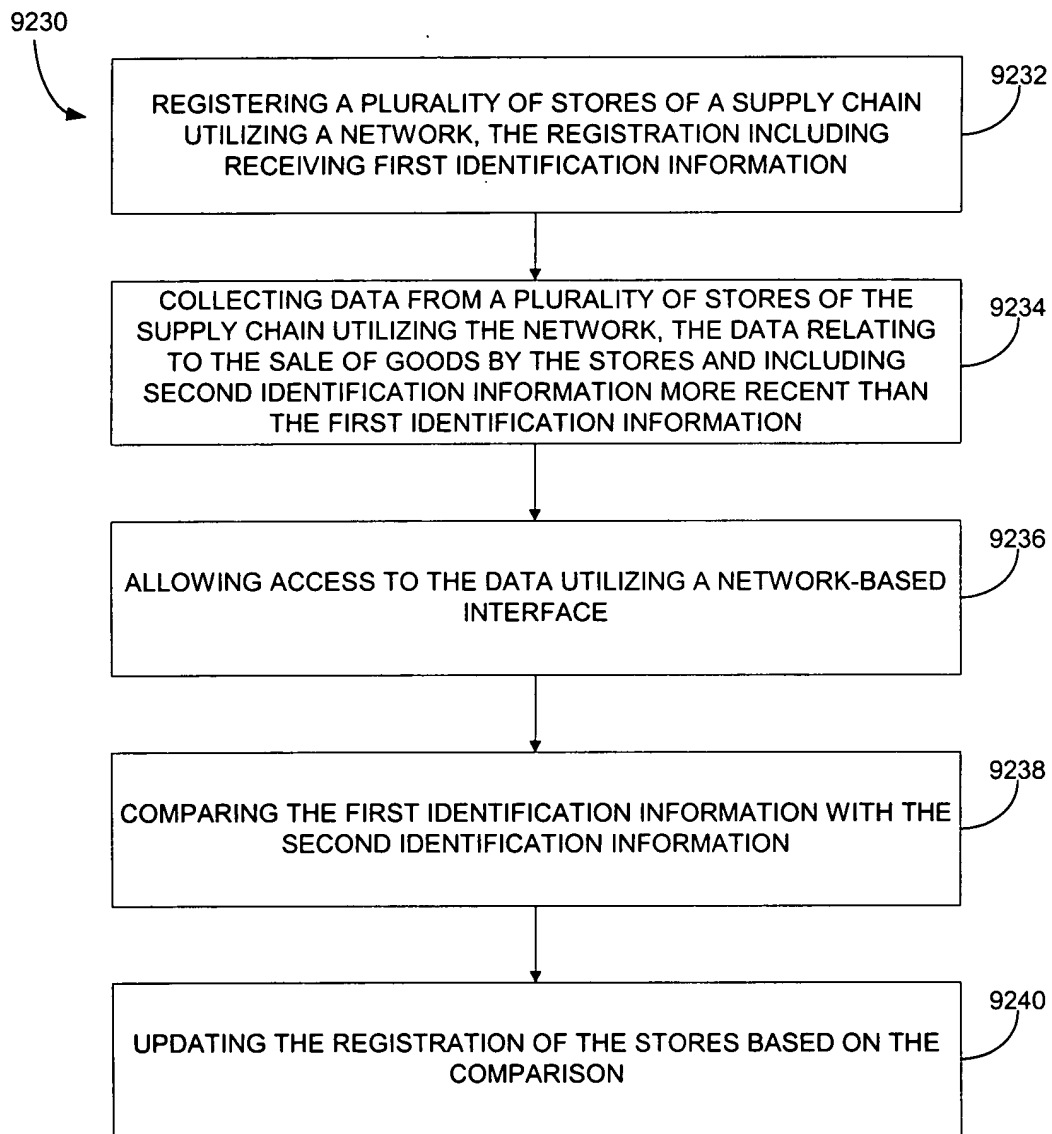 9230
9232
REGISTERING A PLURALITY OF STORES OF A SUPPLY CHAIN
UTILIZING A NETWORK, THE REGISTRATION INCLUDING
RECEIVING FIRST IDENTIFICATION INFORMATION
9234
COLLECTING DATA FROM A PLURALITY OF STORES OF THE
SUPPLY CHAIN UTILIZING THE NETWORK, THE DATA RELATING
TO THE SALE OF GOODS BY THE STORES AND INCLUDING
SECOND IDENTIFICATION INFORMATION MORE RECENT THAN
THE FIRST IDENTIFICATION INFORMATION
9236
ALLOWING ACCESS TO THE DATA UTILIZING A NETWORK-BASED
INTERFACE
9238
COMPARING THE FIRST IDENTIFICATION INFORMATION WITH THE
SECOND IDENTIFICATION INFORMATION
9240
UPDATING THE REGISTRATION OF THE STORES BASED ON THE
COMPARISON